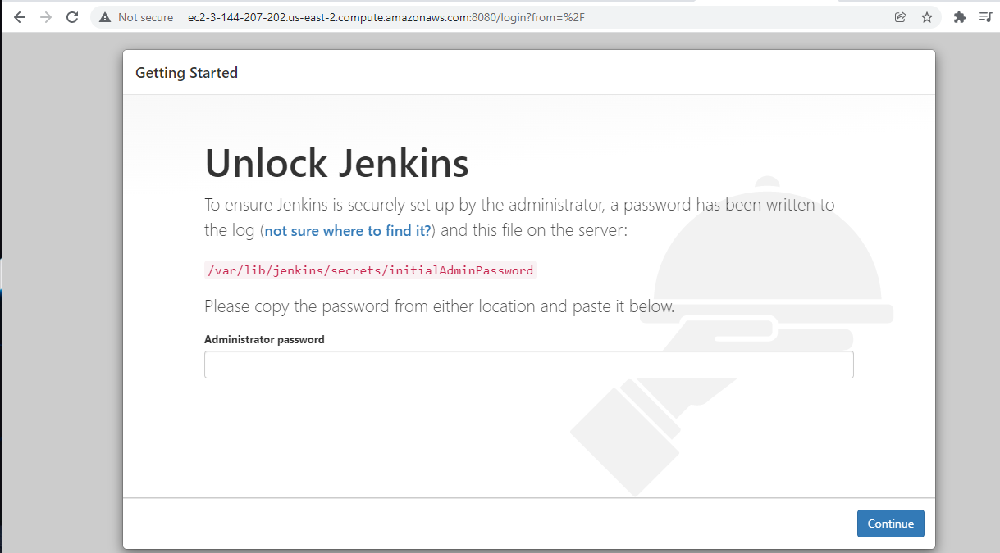 Not secure | ec2-3-144-207-202.us-east-2.compute.amazonaws.com:8080/login?from=%2F
Getting Started
Unlock Jenkins
To ensure Jenkins is securely set up by the administrator, a password has been written to
the log (not sure where to find it?) and this file on the server:
/var/lib/jenkins/secrets/initialAdminPassword
Please copy the password from either location and paste it below.
Administrator password
Continue